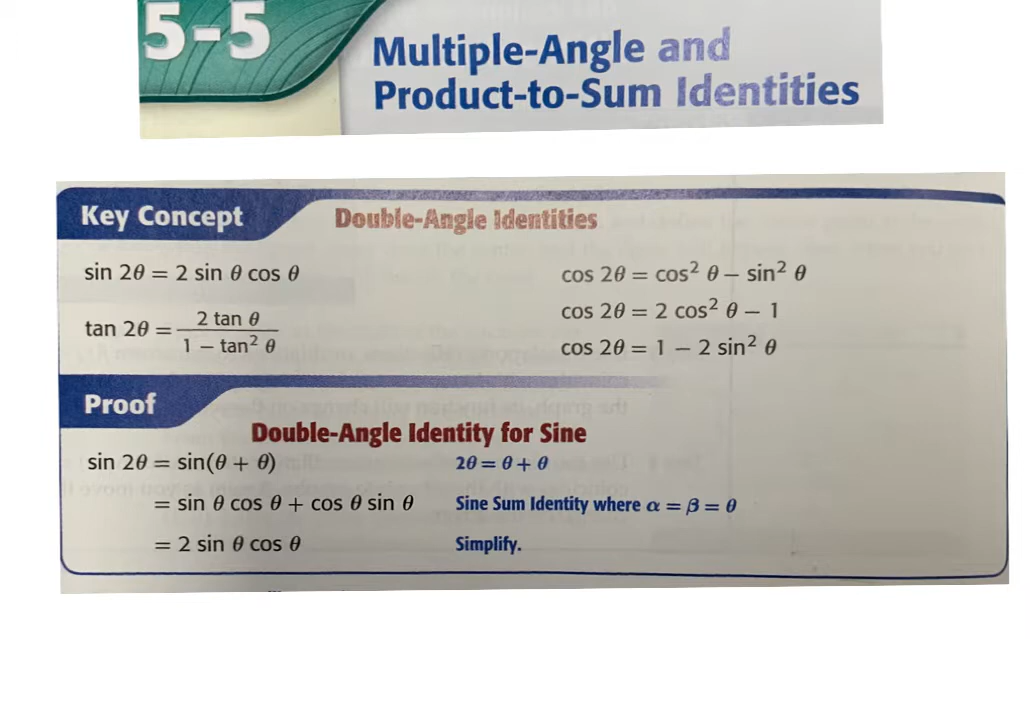 5-5
Multiple-Angle and
Product-to-Sum Identities
Key Concept Double-Angle Identities
sin 2θ = 2 sin θ cos θ
tan 2θ = 2 tan θ / 1 − tan² θ
cos 2θ = cos² θ − sin² θ
cos 2θ = 2 cos² θ − 1
cos 2θ = 1 − 2 sin² θ
Proof
Double-Angle Identity for Sine
sin 2θ = sin(θ + θ) 2θ = θ + θ
= sin θ cos θ + cos θ sin θ Sine Sum Identity where α = β = θ
= 2 sin θ cos θ Simplify.